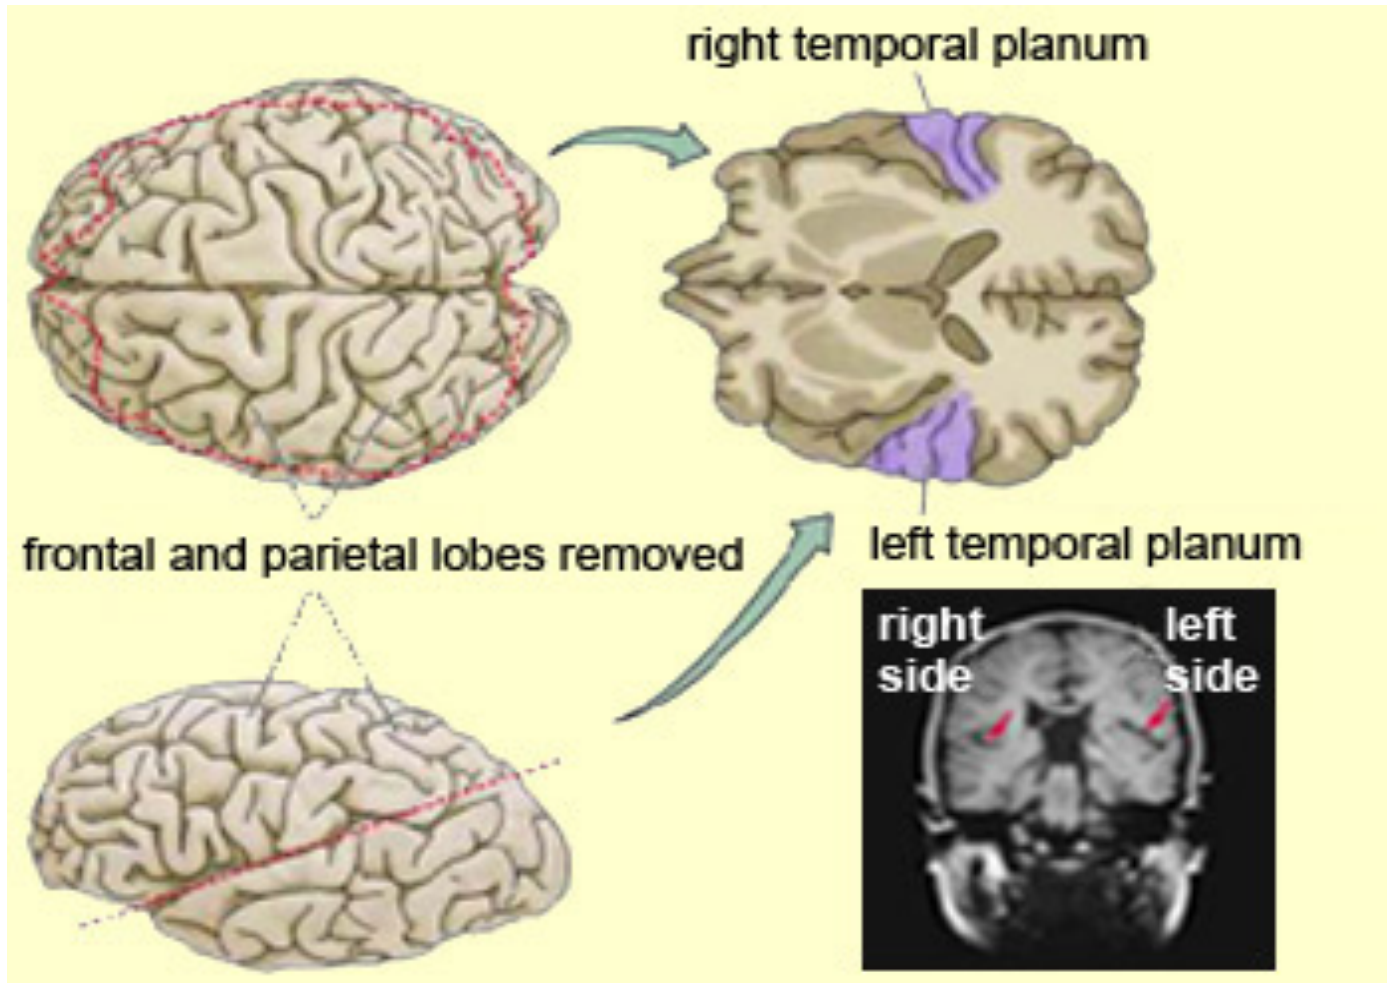 right temporal planum
frontal and parietal lobes removed
left temporal planum
right
side
left
side